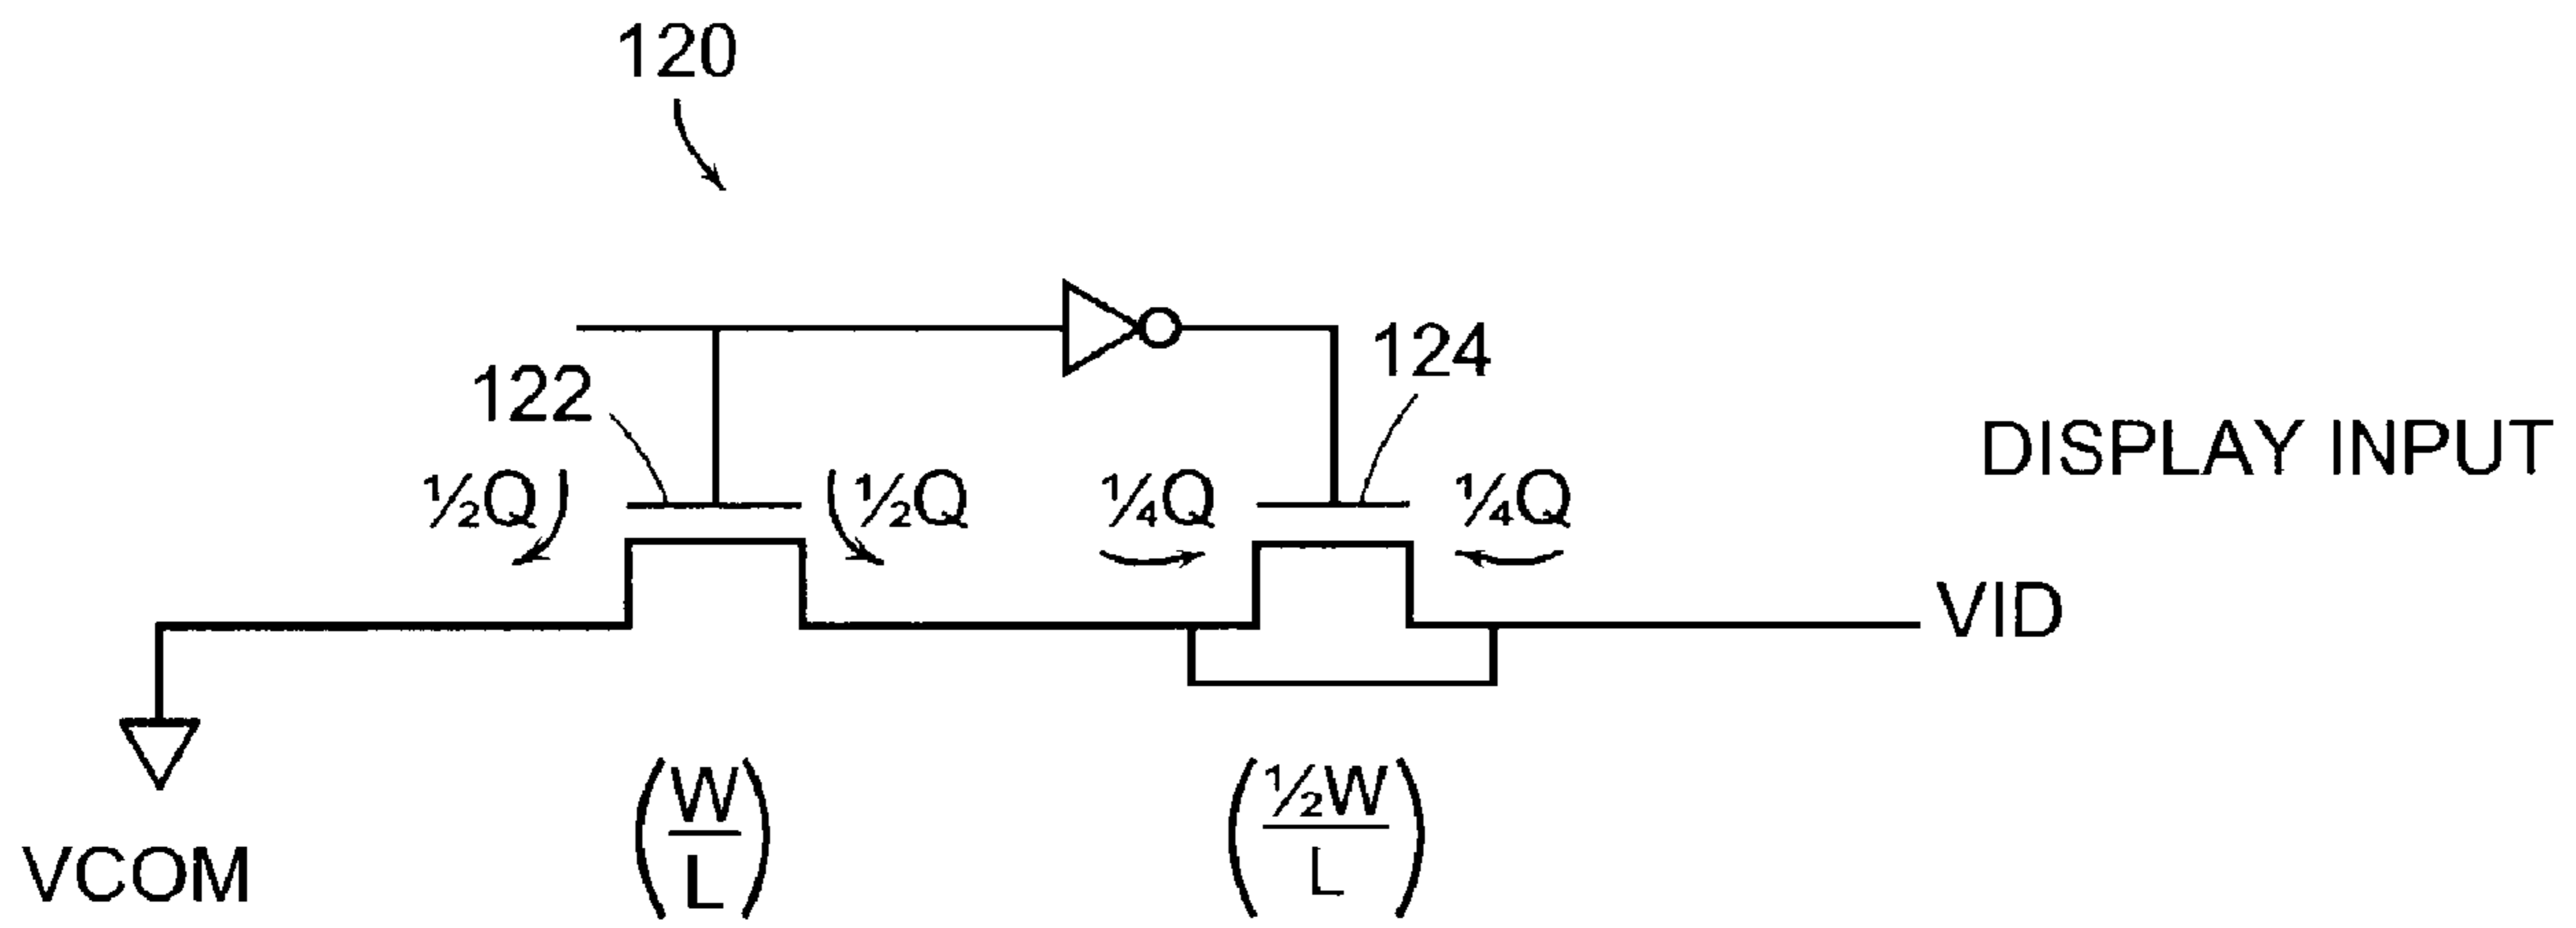 120
122
124
½Q
½Q
¼Q
¼Q
DISPLAY INPUT
VID
VCOM
(W/L)
(½W/L)